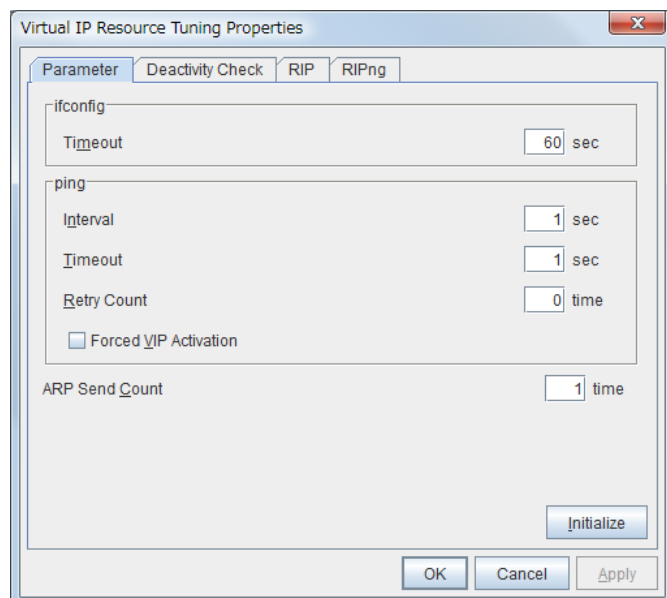 Virtual IP Resource Tuning Properties
Parameter Deactivity Check RIP RIPng
ifconfig
Timeout 60 sec
ping
Interval 1 sec
Timeout 1 sec
Retry Count 0 time
Forced VIP Activation
ARP Send Count 1 time
Initialize
OK Cancel Apply